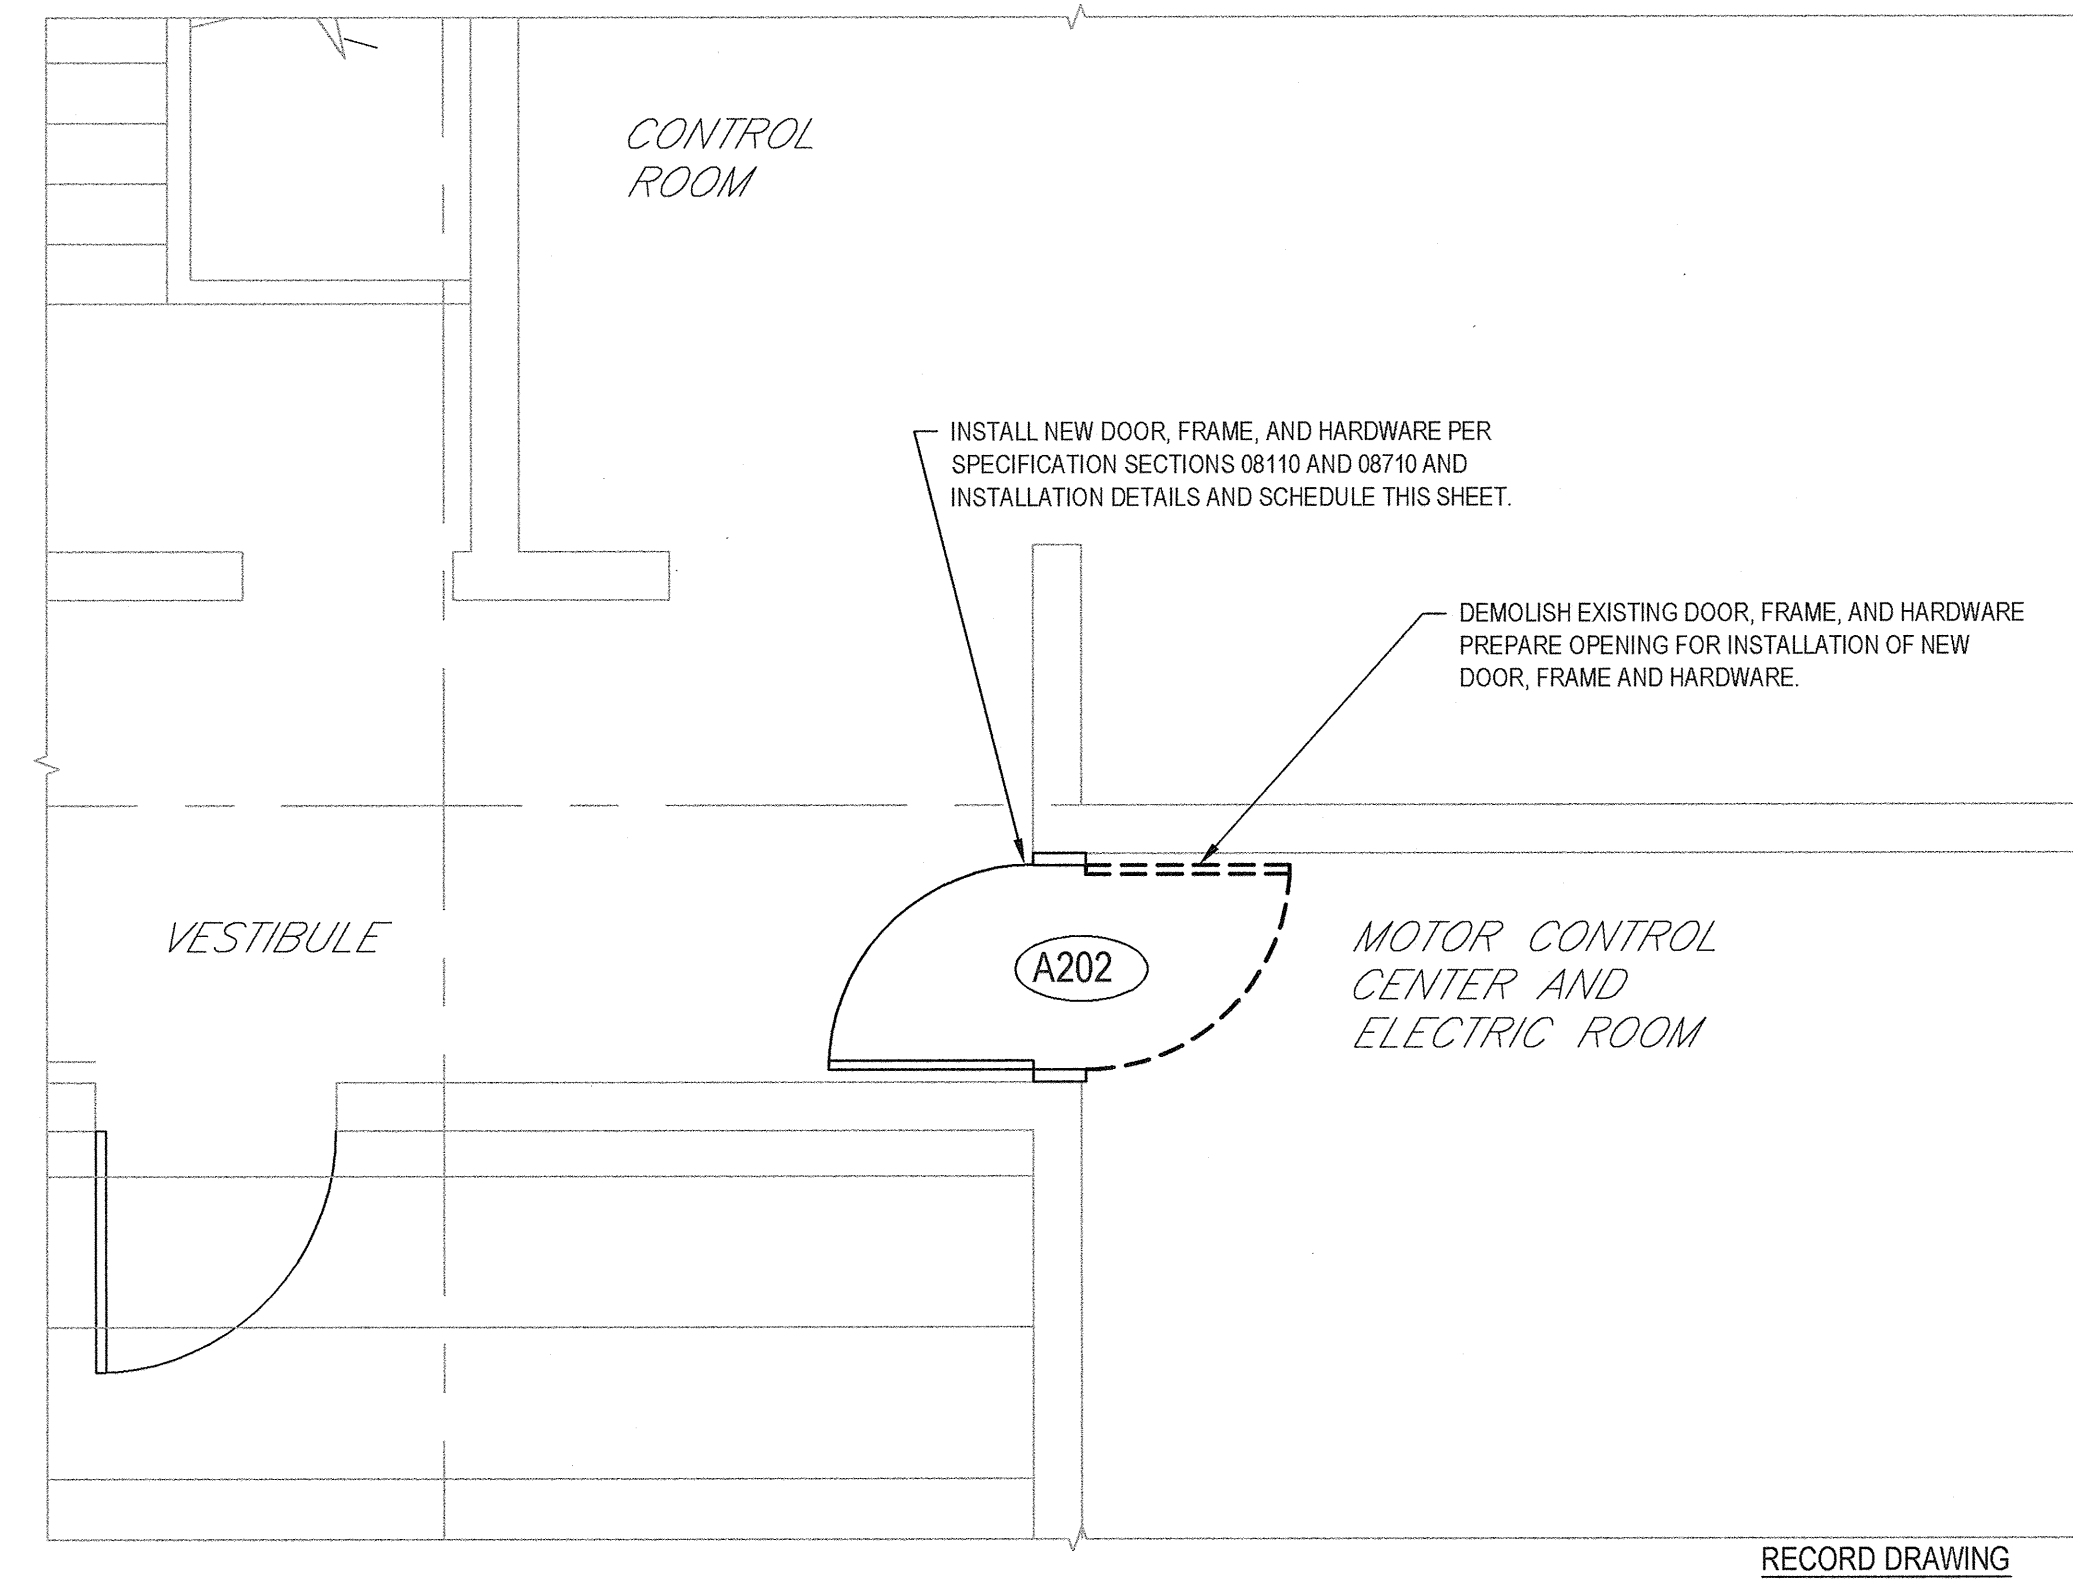 CONTROL
ROOM
INSTALL NEW DOOR, FRAME, AND HARDWARE PER
SPECIFICATION SECTIONS 08110 AND 08710 AND
INSTALLATION DETAILS AND SCHEDULE THIS SHEET.
DEMOLISH EXISTING DOOR, FRAME, AND HARDWARE
PREPARE OPENING FOR INSTALLATION OF NEW
DOOR, FRAME AND HARDWARE.
VESTIBULE
A202
MOTOR CONTROL
CENTER AND
ELECTRIC ROOM
RECORD DRAWING